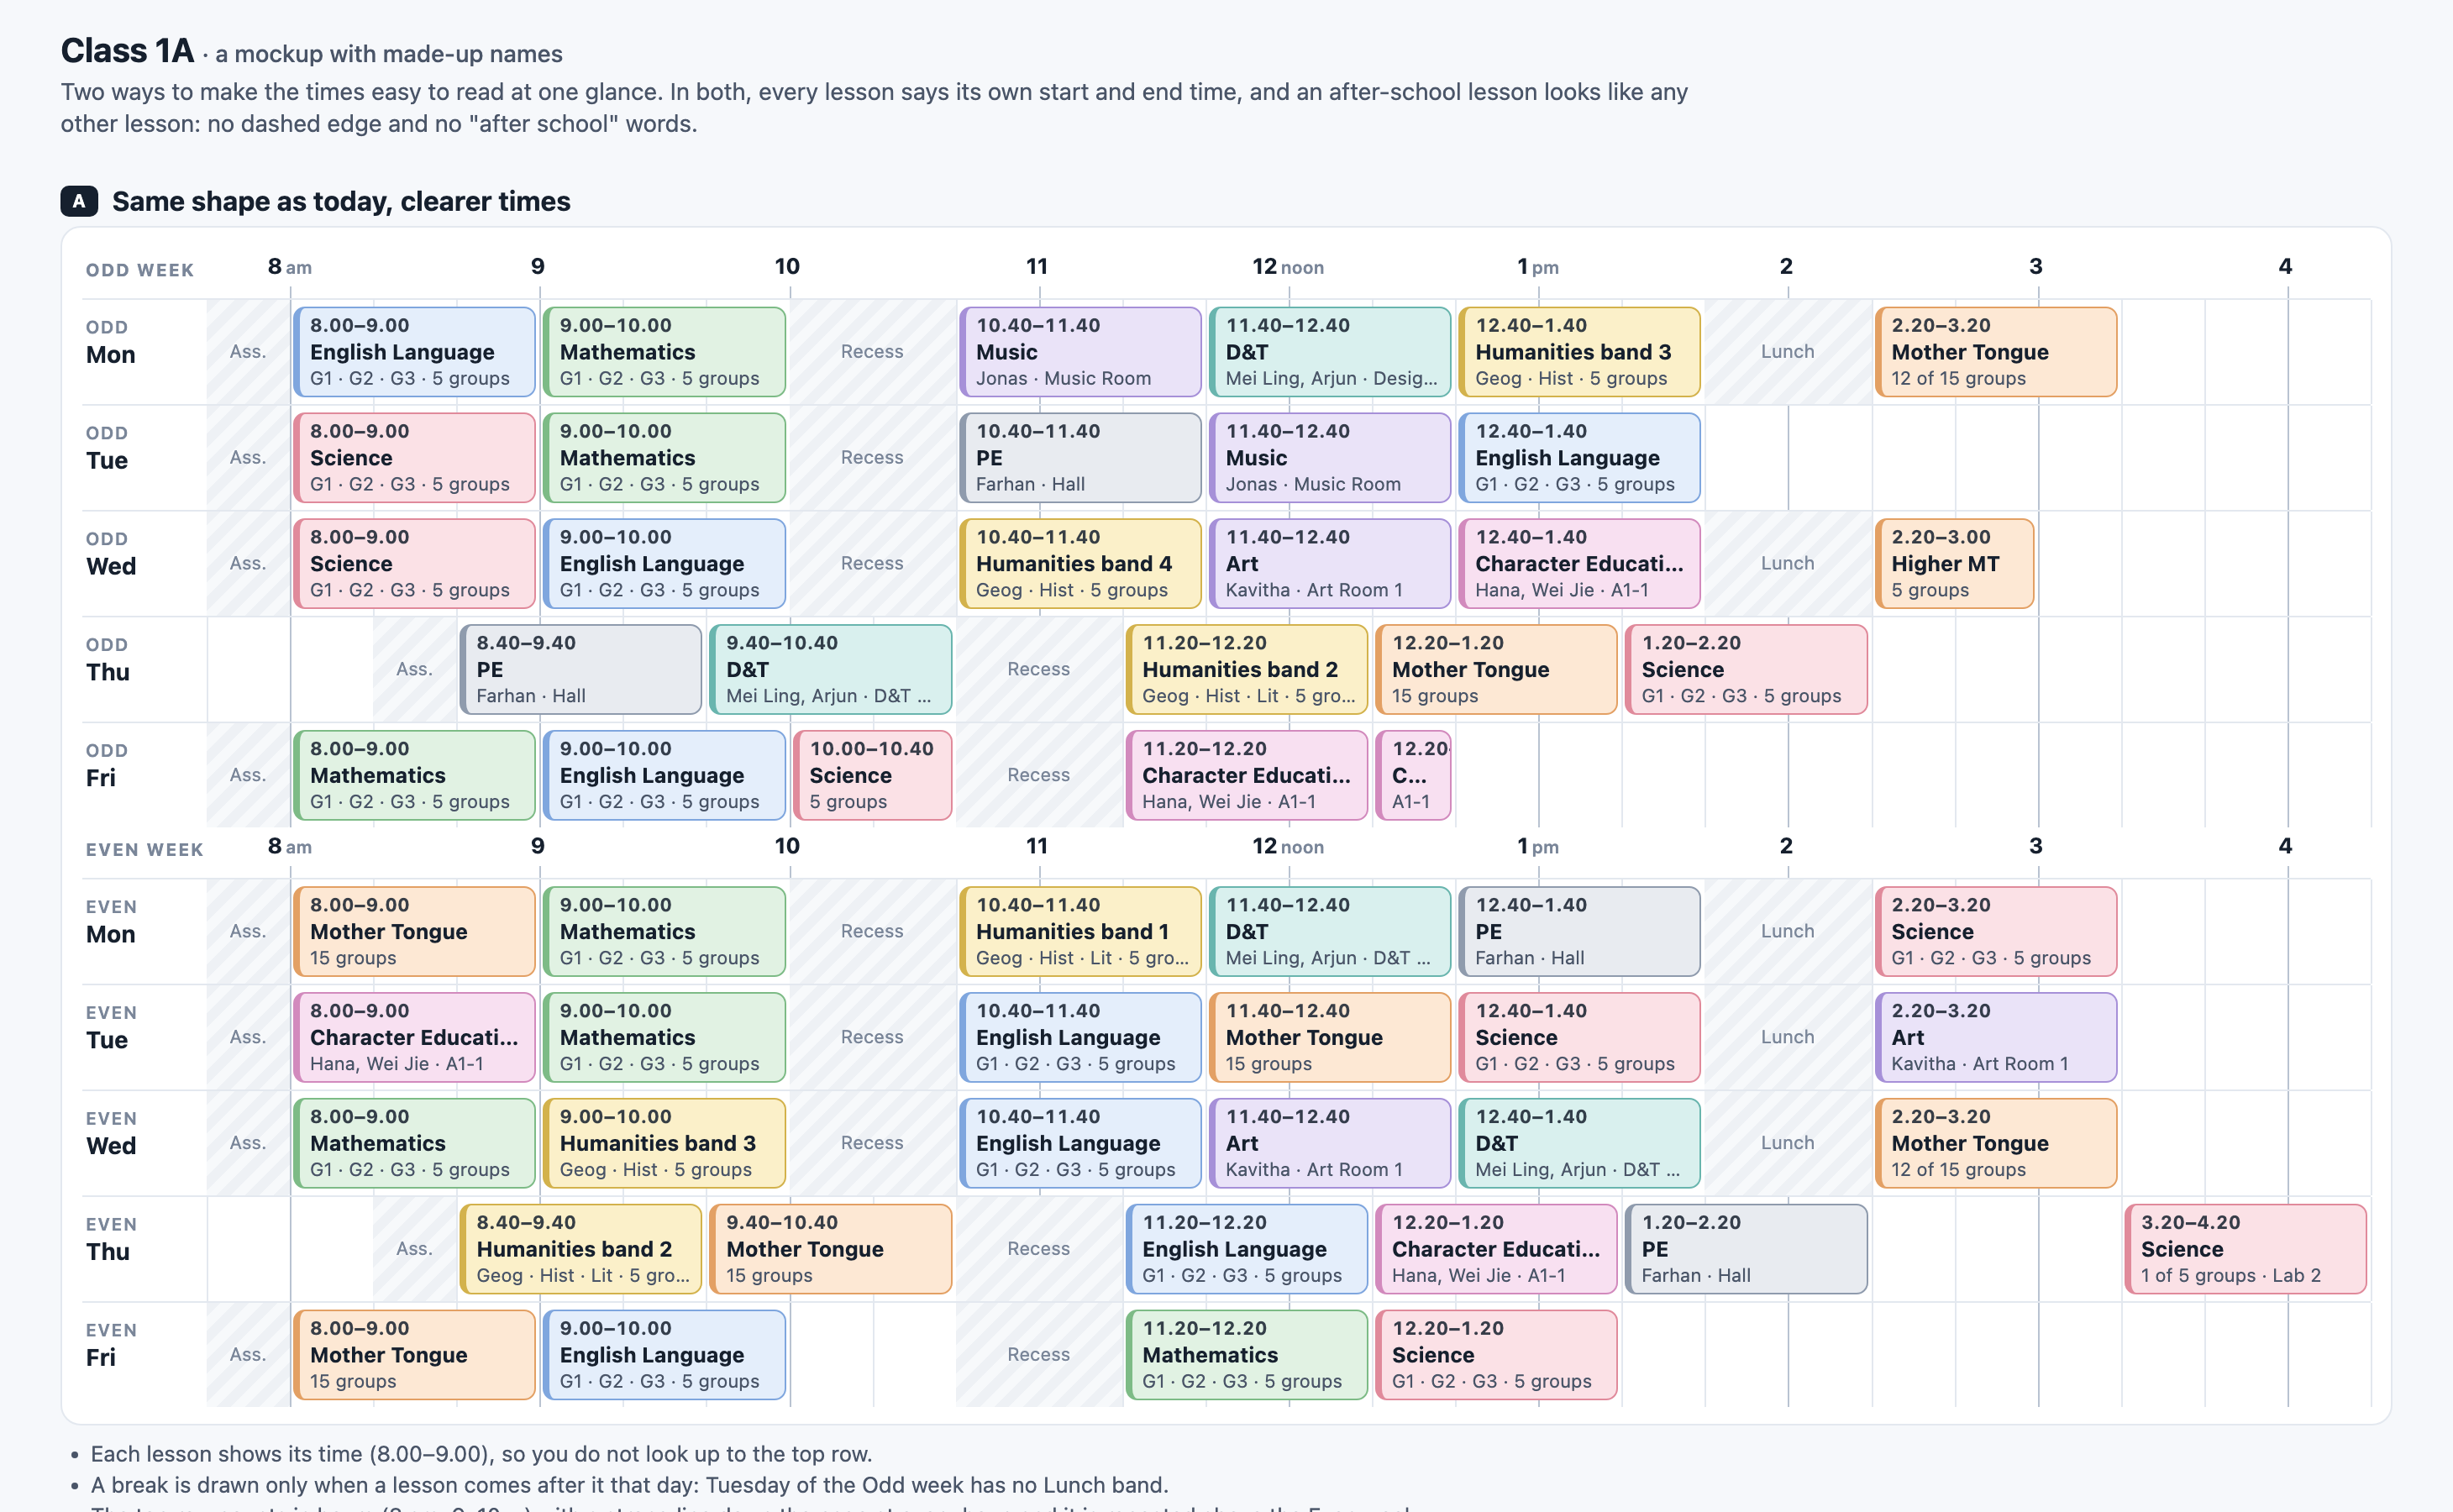 Class 1A · a mockup with made-up names
Two ways to make the times easy to read at one glance. In both, every lesson says its own start and end time, and an after-school lesson looks like any
other lesson: no dashed edge and no "after school" words.
A Same shape as today, clearer times
ODD WEEK 8 am 9 10 11 12 noon 1 pm 2 3 4
ODD 8.00–9.00 9.00–10.00 10.40–11.40 11.40–12.40 12.40–1.40 2.20–3.20
Mon Ass. English Language Mathematics Recess Music D&T Humanities band 3 Lunch Mother Tongue
G1 · G2 · G3 · 5 groups G1 · G2 · G3 · 5 groups Jonas · Music Room Mei Ling, Arjun · Desig... Geog · Hist · 5 groups 12 of 15 groups
ODD 8.00–9.00 9.00–10.00 10.40–11.40 11.40–12.40 12.40–1.40
Tue Ass. Science Mathematics Recess PE Music English Language
G1 · G2 · G3 · 5 groups G1 · G2 · G3 · 5 groups Farhan · Hall Jonas · Music Room G1 · G2 · G3 · 5 groups
ODD 8.00–9.00 9.00–10.00 10.40–11.40 11.40–12.40 12.40–1.40 2.20–3.00
Wed Ass. Science English Language Recess Humanities band 4 Art Character Educati... Lunch Higher MT
G1 · G2 · G3 · 5 groups G1 · G2 · G3 · 5 groups Geog · Hist · 5 groups Kavitha · Art Room 1 Hana, Wei Jie · A1-1 5 groups
ODD 8.40–9.40 9.40–10.40 11.20–12.20 12.20–1.20 1.20–2.20
Thu Ass. PE D&T Recess Humanities band 2 Mother Tongue Science
Farhan · Hall Mei Ling, Arjun · D&T ... Geog · Hist · Lit · 5 gro... 15 groups G1 · G2 · G3 · 5 groups
ODD 8.00–9.00 9.00–10.00 10.00–10.40 11.20–12.20 12.20
Fri Ass. Mathematics English Language Science Recess Character Educati... C...
G1 · G2 · G3 · 5 groups G1 · G2 · G3 · 5 groups 5 groups Hana, Wei Jie · A1-1 A1-1
EVEN WEEK 8 am 9 10 11 12 noon 1 pm 2 3 4
EVEN 8.00–9.00 9.00–10.00 10.40–11.40 11.40–12.40 12.40–1.40 2.20–3.20
Mon Ass. Mother Tongue Mathematics Recess Humanities band 1 D&T PE Lunch Science
15 groups G1 · G2 · G3 · 5 groups Geog · Hist · Lit · 5 gro... Mei Ling, Arjun · D&T ... Farhan · Hall G1 · G2 · G3 · 5 groups
EVEN 8.00–9.00 9.00–10.00 10.40–11.40 11.40–12.40 12.40–1.40 2.20–3.20
Tue Ass. Character Educati... Mathematics Recess English Language Mother Tongue Science Lunch Art
Hana, Wei Jie · A1-1 G1 · G2 · G3 · 5 groups G1 · G2 · G3 · 5 groups 15 groups G1 · G2 · G3 · 5 groups Kavitha · Art Room 1
EVEN 8.00–9.00 9.00–10.00 10.40–11.40 11.40–12.40 12.40–1.40 2.20–3.20
Wed Ass. Mathematics Humanities band 3 Recess English Language Art D&T Lunch Mother Tongue
G1 · G2 · G3 · 5 groups Geog · Hist · 5 groups G1 · G2 · G3 · 5 groups Kavitha · Art Room 1 Mei Ling, Arjun · D&T ... 12 of 15 groups
EVEN 8.40–9.40 9.40–10.40 11.20–12.20 12.20–1.20 1.20–2.20 3.20–4.20
Thu Ass. Humanities band 2 Mother Tongue Recess English Language Character Educati... PE Science
Geog · Hist · Lit · 5 gro... 15 groups G1 · G2 · G3 · 5 groups Hana, Wei Jie · A1-1 Farhan · Hall 1 of 5 groups · Lab 2
EVEN 8.00–9.00 9.00–10.00 11.20–12.20 12.20–1.20
Fri Ass. Mother Tongue English Language Recess Mathematics Science
15 groups G1 · G2 · G3 · 5 groups G1 · G2 · G3 · 5 groups G1 · G2 · G3 · 5 groups
• Each lesson shows its time (8.00–9.00), so you do not look up to the top row.
• A break is drawn only when a lesson comes after it that day: Tuesday of the Odd week has no Lunch band.